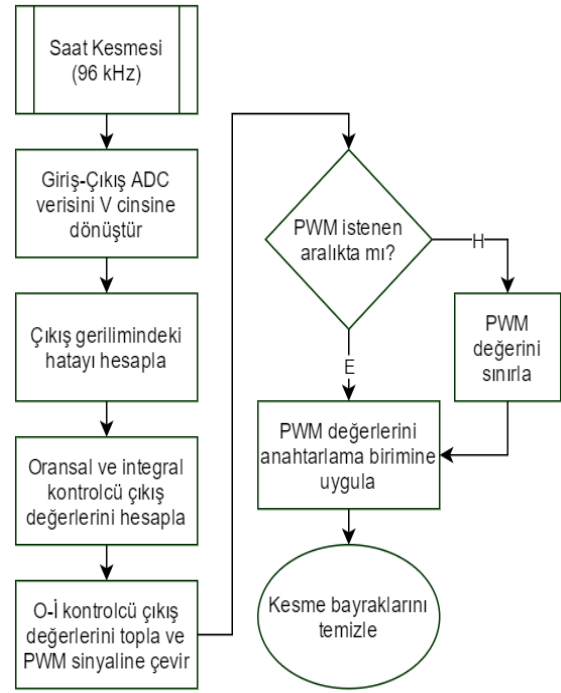 Saat Kesmesi
(96 kHz)
Giriş-Çıkış ADC
verisini V cinsine
dönüştür
Çıkış gerilimindeki
hatayı hesapla
Oransal ve integral
kontrolcü çıkış
değerlerini hesapla
O-İ kontrolcü çıkış
değerlerini topla ve
PWM sinyaline çevir
PWM istenen
aralıkta mı?
H
PWM
değerini
sınırla
E
PWM değerlerini
anahtarlama birimine
uygula
Kesme bayraklarını
temizle